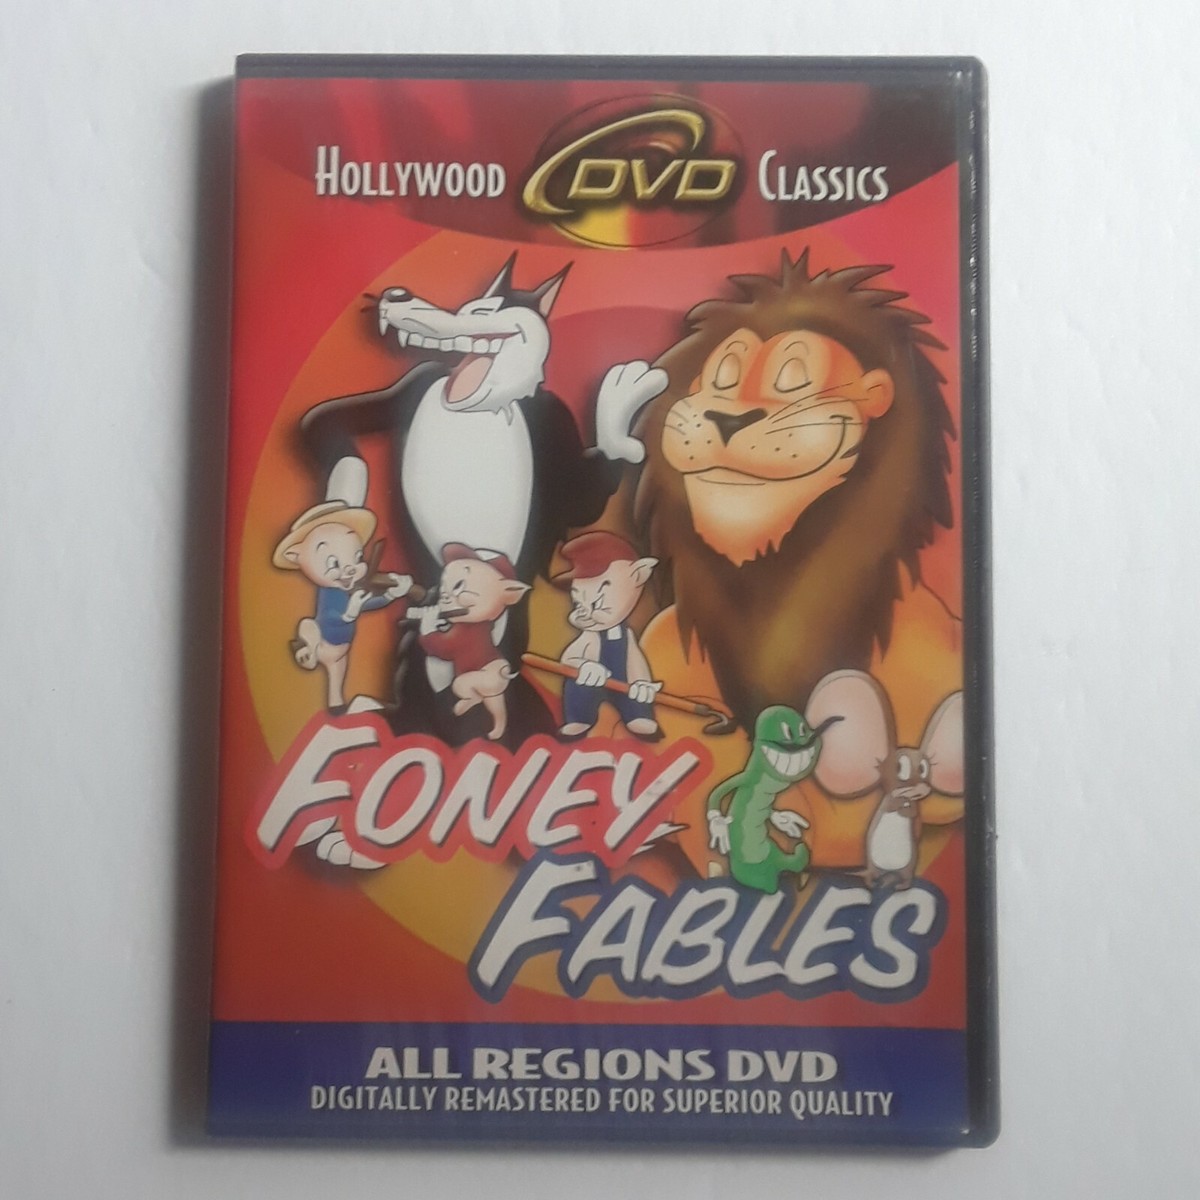 HOLLYWOOD DVD CLASSICS
FONEY
FABLES
ALL REGIONS DVD
DIGITALLY REMASTERED FOR SUPERIOR QUALITY